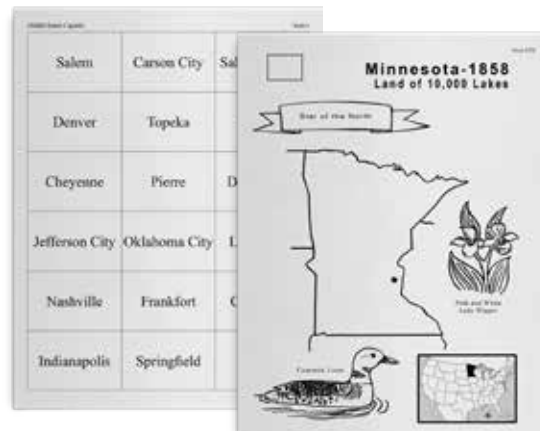 Salem
Carson City
Denver
Topeka
Cheyenne
Pierre
D
Jefferson City
Oklahoma City
L
Nashville
Frankfort
Indianapolis
Springfield
Minnesota-1858
Land of 10,000 Lakes
Star of the North
Pink and White
Lady Slipper
Common Loon